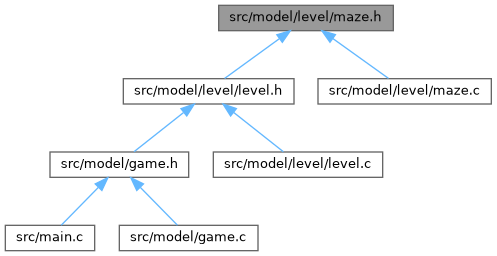 src/model/level/maze.h
src/model/level/level.h
src/model/level/maze.c
src/model/game.h
src/model/level/level.c
src/main.c
src/model/game.c